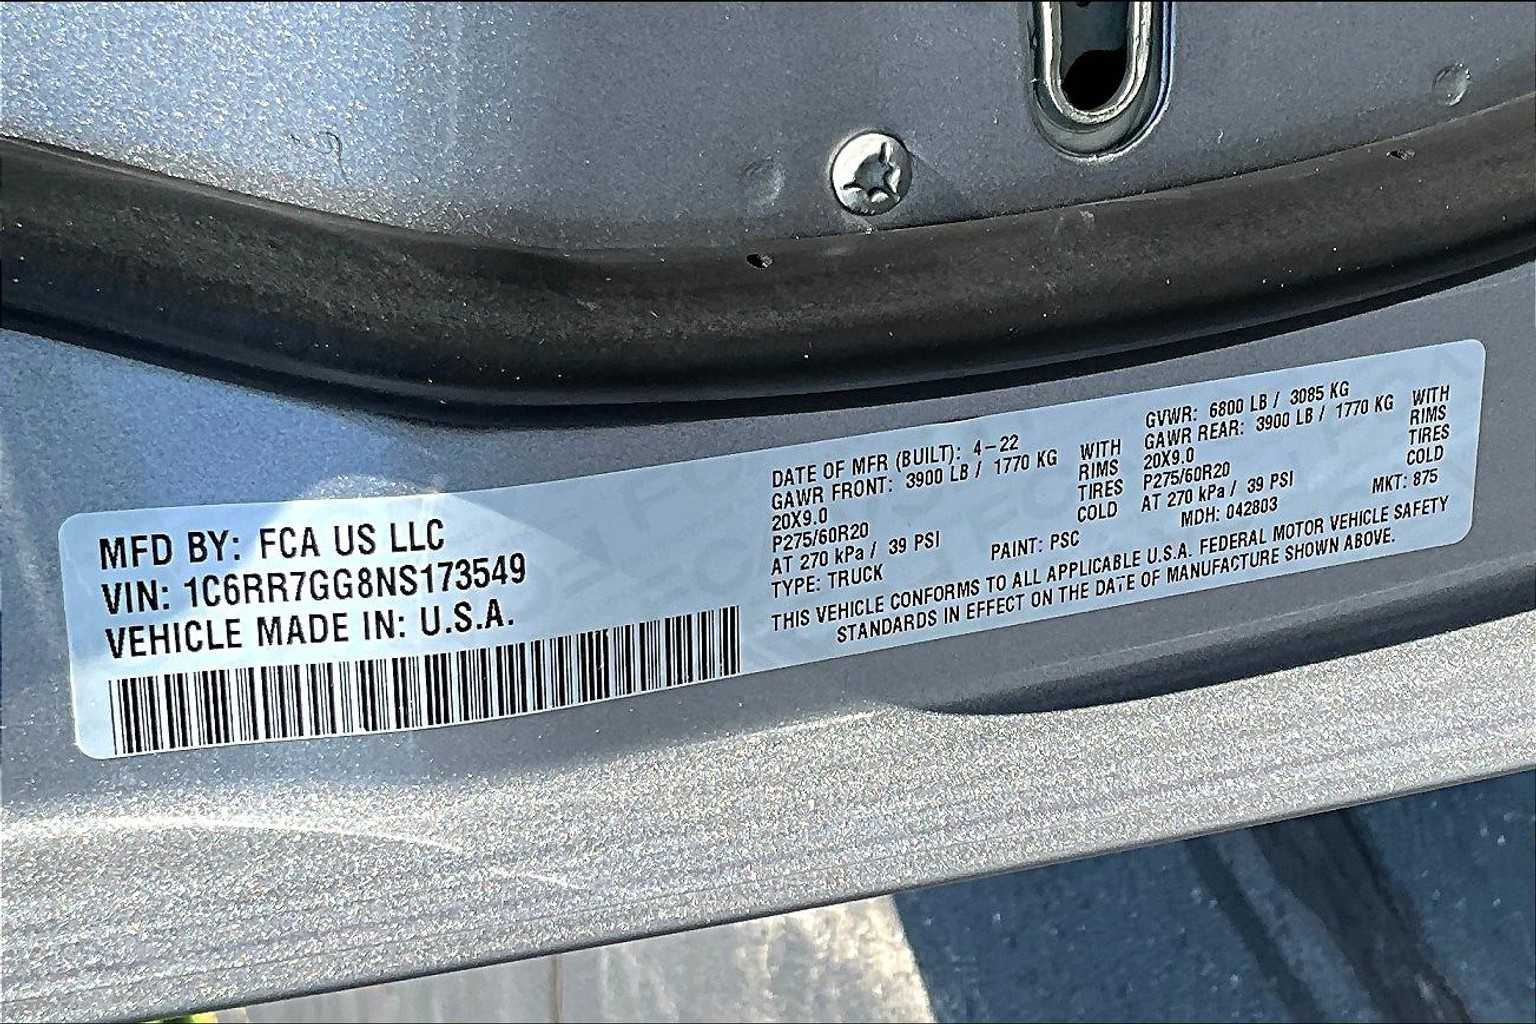 MFD BY: FCA US LLC
VIN: 1C6RR7GG8NS173549
VEHICLE MADE IN: U.S.A.
DATE OF MFR (BUILT): 4-22
GAWR FRONT: 3900 LB / 1770 KG WITH
20X9.0 RIMS
P275/60R20 TIRES
AT 270 kPa / 39 PSI COLD
TYPE: TRUCK PAINT: PSC
GVWR: 6800 LB / 3085 KG
GAWR REAR: 3900 LB / 1770 KG WITH
20X9.0 RIMS
P275/60R20 TIRES
AT 270 kPa / 39 PSI COLD
MDH: 042803 MKT: 875
THIS VEHICLE CONFORMS TO ALL APPLICABLE U.S.A. FEDERAL MOTOR VEHICLE SAFETY
STANDARDS IN EFFECT ON THE DATE OF MANUFACTURE SHOWN ABOVE.